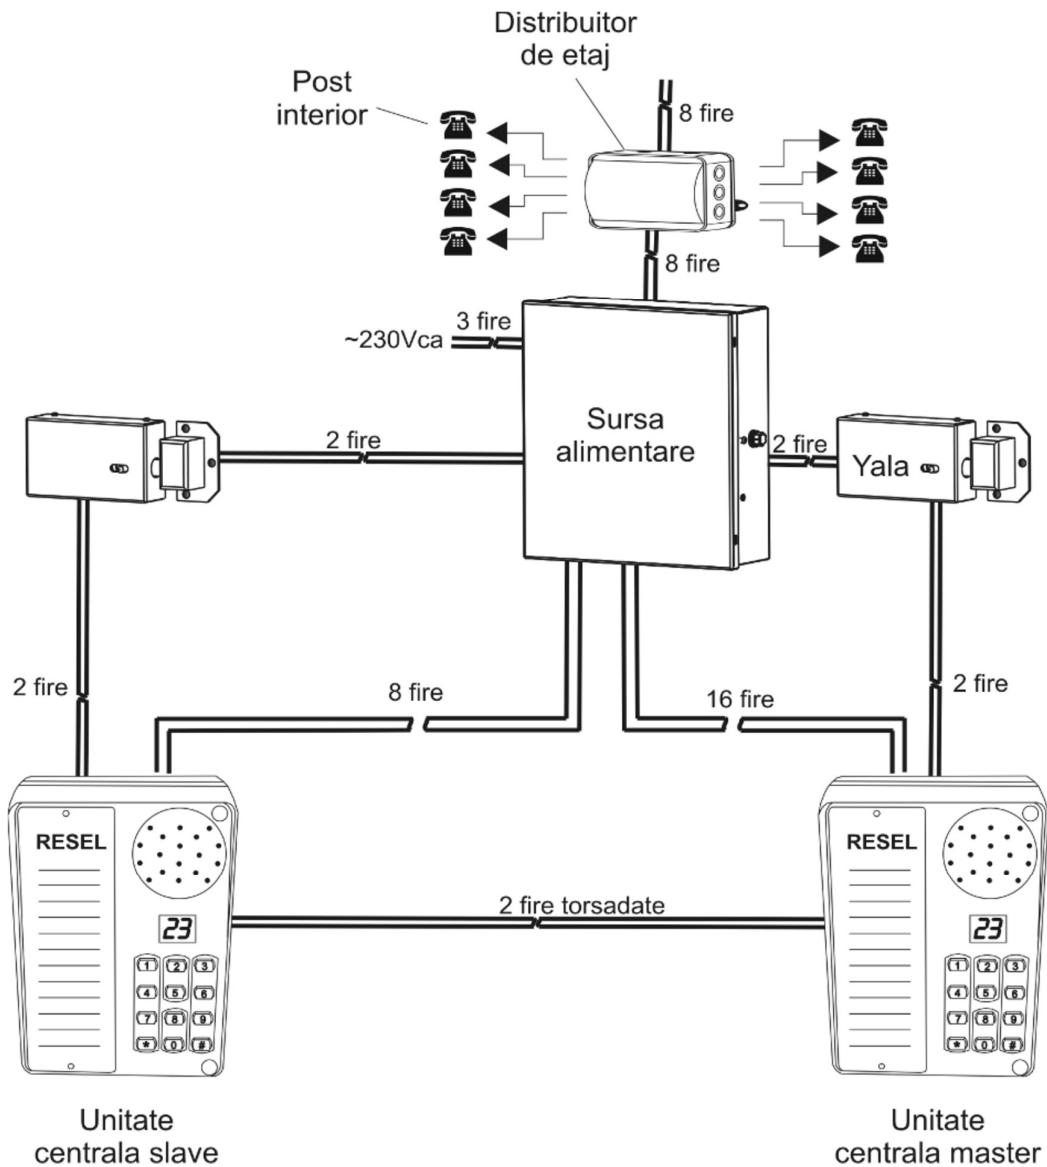 Distribuitor
de etaj
Post
interior
8 fire
8 fire
3 fire
~230Vca
Sursa
alimentare
2 fire
2 fire
Yala
2 fire
8 fire
16 fire
2 fire
RESEL
RESEL
2 fire torsadate
23
23
1 2 3
4 5 6
7 8 9
* 0 #
1 2 3
4 5 6
7 8 9
* 0 #
Unitate
centrala slave
Unitate
centrala master